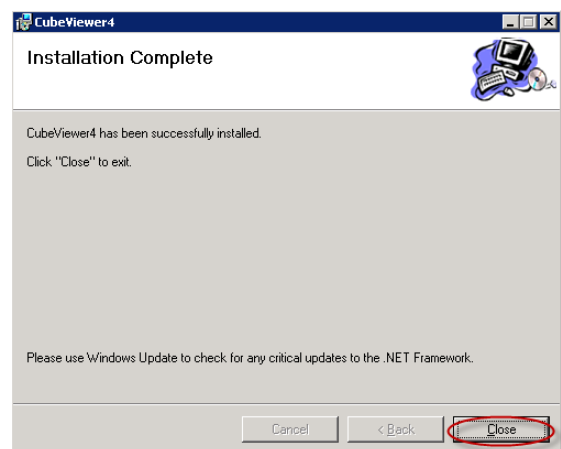 CubeViewer4
Installation Complete
CubeViewer4 has been successfully installed.
Click "Close" to exit.
Please use Windows Update to check for any critical updates to the .NET Framework.
Cancel < Back Close